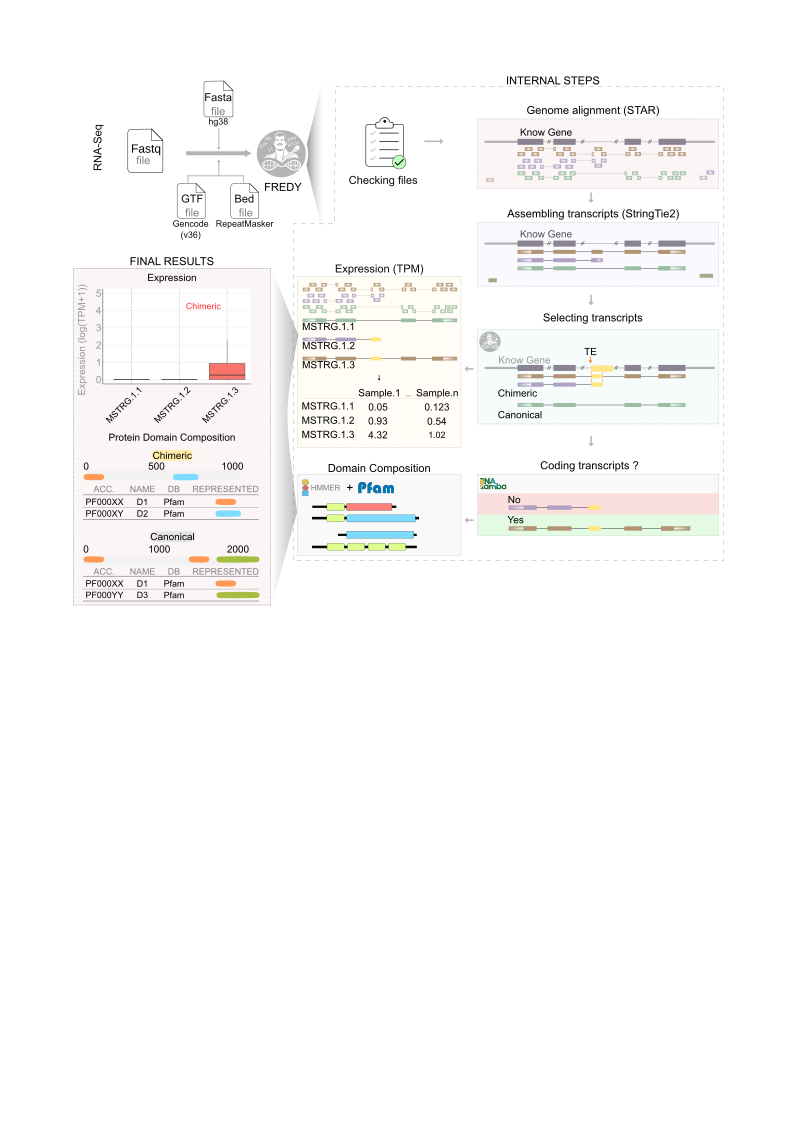 INTERNAL STEPS
RNA-Seq
Fasta
file
hg38
Fastq
file
FREDY
GTF
file
Gencode
(v36)
Bed
file
RepeatMasker
Checking files
Genome alignment (STAR)
Know Gene
Assembling transcripts (StringTie2)
Know Gene
Selecting transcripts
TE
Know Gene
Chimeric
Canonical
Coding transcripts ?
RNA
samba
No
Yes
Expression (TPM)
MSTRG.1.1
MSTRG.1.2
MSTRG.1.3
Sample.1 ... Sample.n
MSTRG.1.1 0.05 0.123
MSTRG.1.2 0.93 0.54
MSTRG.1.3 4.32 1.02
Domain Composition
HMMER + Pfam
FINAL RESULTS
Expression
Expression (log(TPM+1))
5
4
3
2
1
0
Chimeric
MSTRG.1.1
MSTRG.1.2
MSTRG.1.3
Protein Domain Composition
Chimeric
0 500 1000
ACC. NAME DB REPRESENTED
PF000XX D1 Pfam
PF000XY D2 Pfam
Canonical
0 1000 2000
ACC. NAME DB REPRESENTED
PF000XX D1 Pfam
PF000YY D3 Pfam